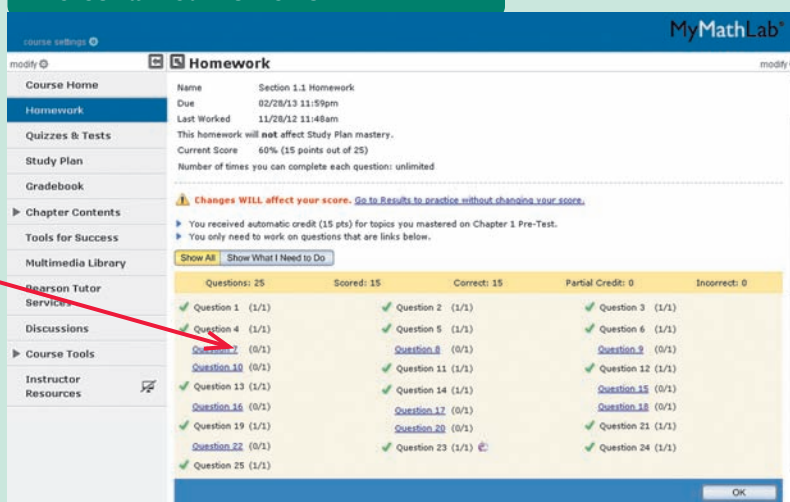 MyMathLab®
course settings
modify
Course Home
Homework
Quizzes & Tests
Study Plan
Gradebook
Chapter Contents
Tools for Success
Multimedia Library
Pearson Tutor
Services
Discussions
Course Tools
Instructor
Resources
Homework
modify
Name Section 1.1 Homework
Due 02/28/13 11:59pm
Last Worked 11/28/12 11:48am
This homework will not affect Study Plan mastery.
Current Score 60% (15 points out of 25)
Number of times you can complete each question: unlimited
Changes WILL affect your score. Go to Results to practice without changing your score.
You received automatic credit (15 pts) for topics you mastered on Chapter 1 Pre-Test.
You only need to work on questions that are links below.
Show All Show What I Need to Do
Questions: 25 Scored: 15 Correct: 15 Partial Credit: 0 Incorrect: 0
Question 1 (1/1) Question 2 (1/1) Question 3 (1/1)
Question 4 (1/1) Question 5 (1/1) Question 6 (1/1)
Question 7 (0/1) Question 8 (0/1) Question 9 (0/1)
Question 10 (0/1) Question 11 (1/1) Question 12 (1/1)
Question 13 (1/1) Question 14 (1/1) Question 15 (0/1)
Question 16 (0/1) Question 17 (0/1) Question 18 (0/1)
Question 19 (1/1) Question 20 (0/1) Question 21 (1/1)
Question 22 (0/1) Question 23 (1/1) Question 24 (1/1)
Question 25 (1/1)
OK